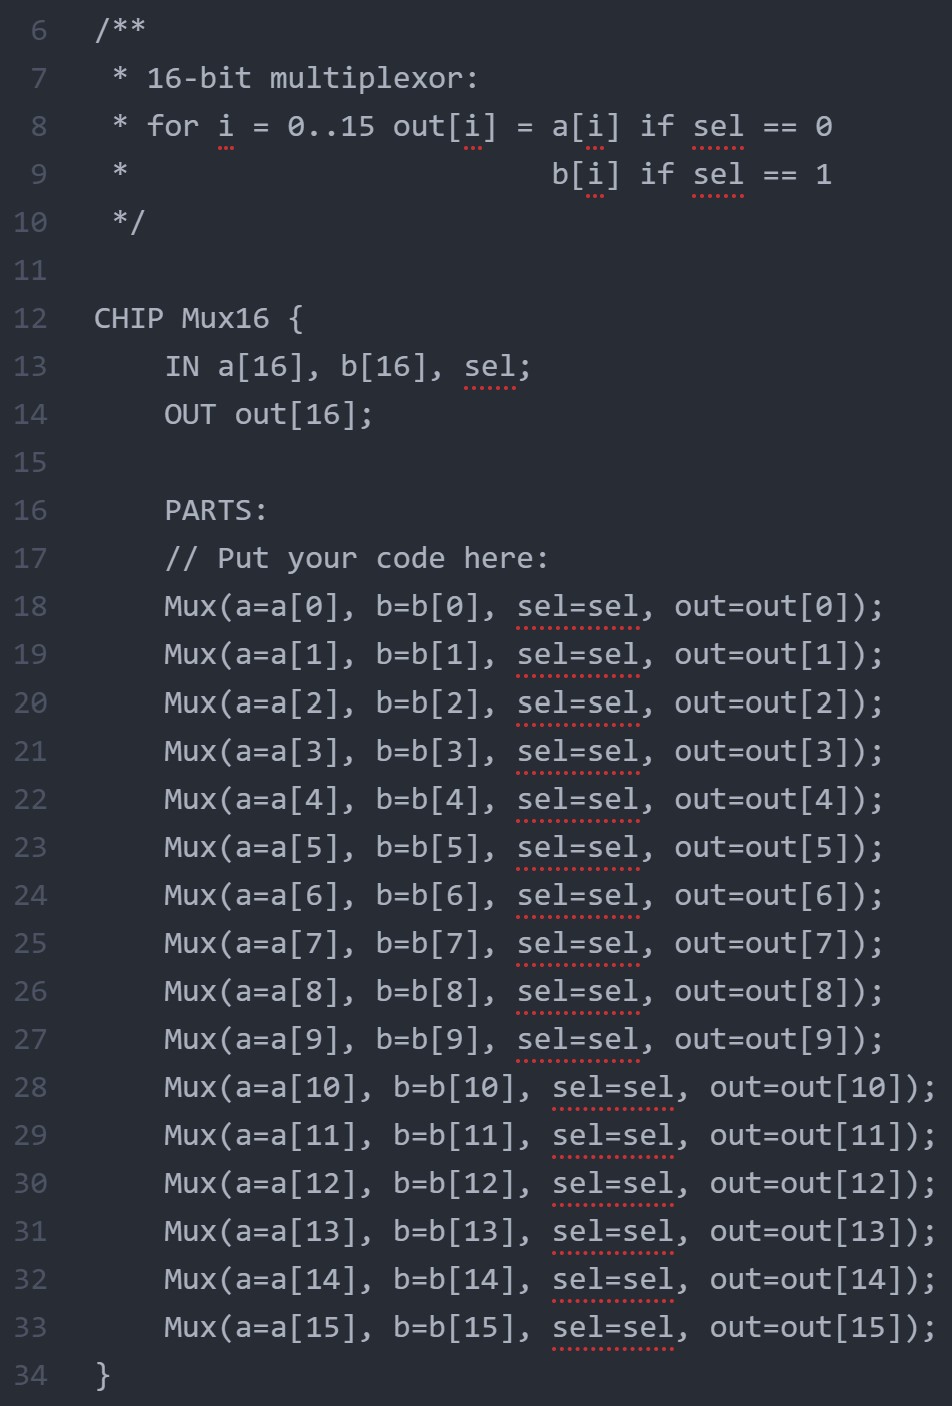 6 /**
7  * 16-bit multiplexor:
8  * for i = 0..15 out[i] = a[i] if sel == 0
9  *                        b[i] if sel == 1
10  */
11
12 CHIP Mux16 {
13     IN a[16], b[16], sel;
14     OUT out[16];
15
16     PARTS:
17     // Put your code here:
18     Mux(a=a[0], b=b[0], sel=sel, out=out[0]);
19     Mux(a=a[1], b=b[1], sel=sel, out=out[1]);
20     Mux(a=a[2], b=b[2], sel=sel, out=out[2]);
21     Mux(a=a[3], b=b[3], sel=sel, out=out[3]);
22     Mux(a=a[4], b=b[4], sel=sel, out=out[4]);
23     Mux(a=a[5], b=b[5], sel=sel, out=out[5]);
24     Mux(a=a[6], b=b[6], sel=sel, out=out[6]);
25     Mux(a=a[7], b=b[7], sel=sel, out=out[7]);
26     Mux(a=a[8], b=b[8], sel=sel, out=out[8]);
27     Mux(a=a[9], b=b[9], sel=sel, out=out[9]);
28     Mux(a=a[10], b=b[10], sel=sel, out=out[10]);
29     Mux(a=a[11], b=b[11], sel=sel, out=out[11]);
30     Mux(a=a[12], b=b[12], sel=sel, out=out[12]);
31     Mux(a=a[13], b=b[13], sel=sel, out=out[13]);
32     Mux(a=a[14], b=b[14], sel=sel, out=out[14]);
33     Mux(a=a[15], b=b[15], sel=sel, out=out[15]);
34 }